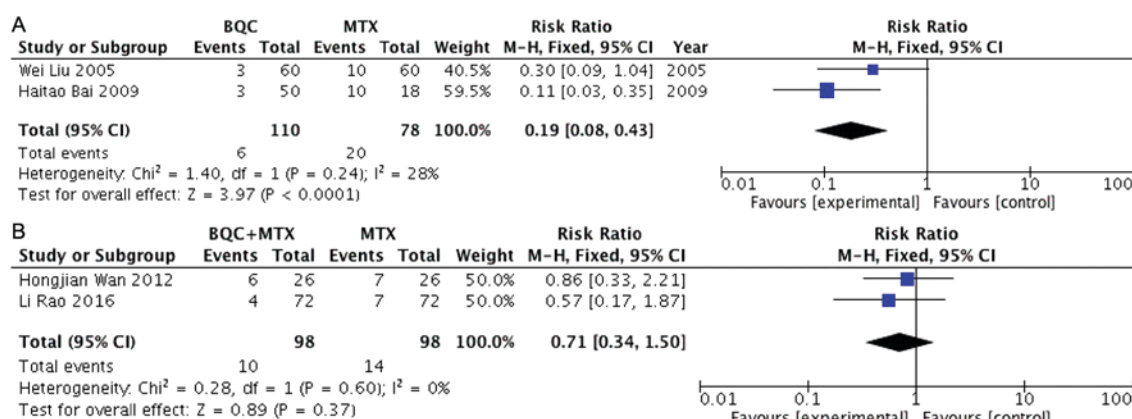 A
BQC MTX Risk Ratio Risk Ratio
Study or Subgroup Events Total Events Total Weight M-H, Fixed, 95% CI Year M-H, Fixed, 95% CI
Wei Liu 2005 3 60 10 60 40.5% 0.30 [0.09, 1.04] 2005
Haitao Bai 2009 3 50 10 18 59.5% 0.11 [0.03, 0.35] 2009
Total (95% CI) 110 78 100.0% 0.19 [0.08, 0.43]
Total events 6 20
Heterogeneity: Chi² = 1.40, df = 1 (P = 0.24); I² = 28%
Test for overall effect: Z = 3.97 (P < 0.0001)
0.01 0.1 1 10 100
Favours [experimental] Favours [control]
B
BQC+MTX MTX Risk Ratio Risk Ratio
Study or Subgroup Events Total Events Total Weight M-H, Fixed, 95% CI M-H, Fixed, 95% CI
Hongjian Wan 2012 6 26 7 26 50.0% 0.86 [0.33, 2.21]
Li Rao 2016 4 72 7 72 50.0% 0.57 [0.17, 1.87]
Total (95% CI) 98 98 100.0% 0.71 [0.34, 1.50]
Total events 10 14
Heterogeneity: Chi² = 0.28, df = 1 (P = 0.60); I² = 0%
Test for overall effect: Z = 0.89 (P = 0.37)
0.01 0.1 1 10 100
Favours [experimental] Favours [control]